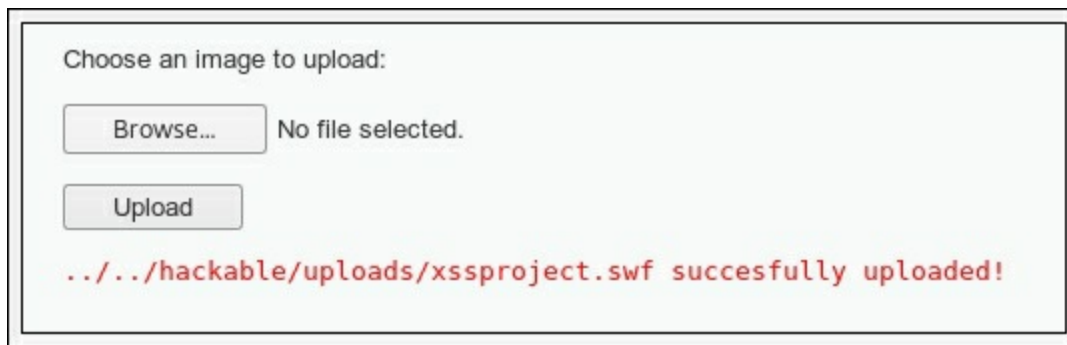 Choose an image to upload:
Browse... No file selected.
Upload
../../hackable/uploads/xssproject.swf succesfully uploaded!